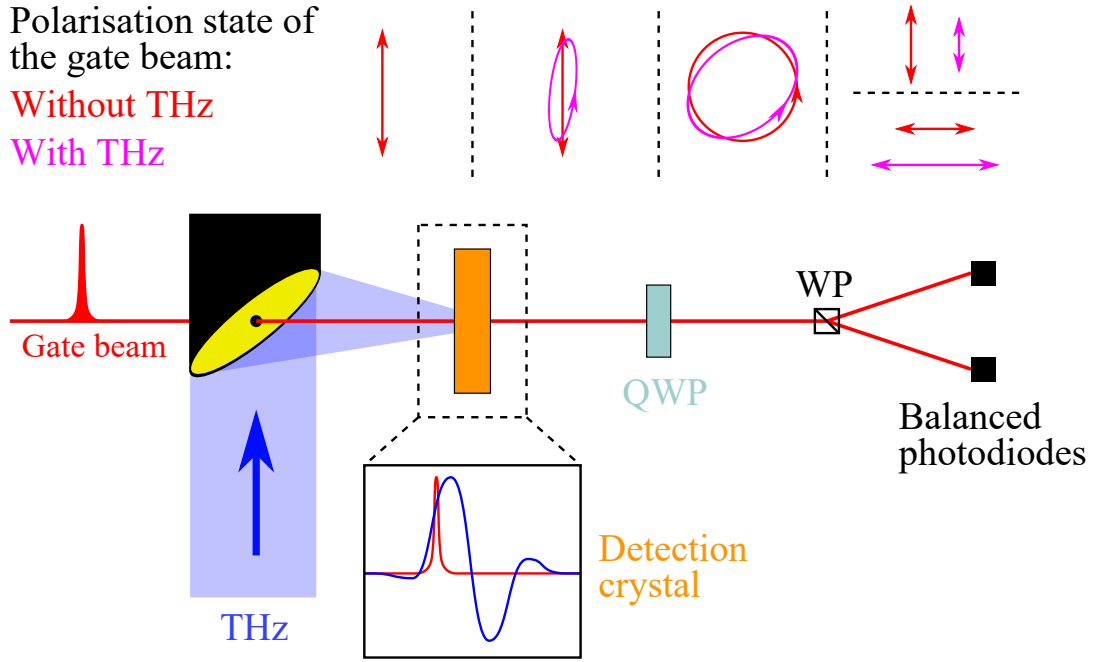 Polarisation state of
the gate beam:
Without THz
With THz
Gate beam
WP
QWP
Balanced
photodiodes
Detection
crystal
THz